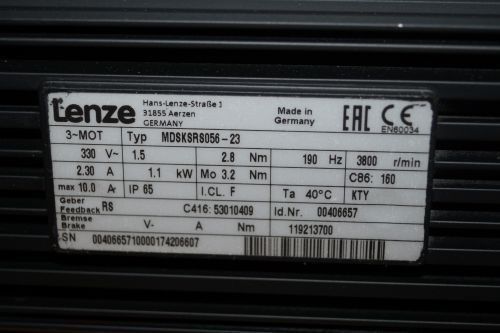 Lenze
Hans-Lenze-Straße 1
31855 Aerzen
GERMANY
Made in
Germany
EAC CE
EN60034
3~MOT Typ MDSKSRS056-23
330 V~ 1.5 2.8 Nm 190 Hz 3800 r/min
2.30 A 1.1 kW Mo 3.2 Nm C86: 160
max 10.0 A IP 65 I.CL. F Ta 40°C KTY
Geber
Feedback RS C416: 53010409 Id.Nr. 00406657
Bremse
Brake V- A Nm 119213700
SN 0040665710000174206607